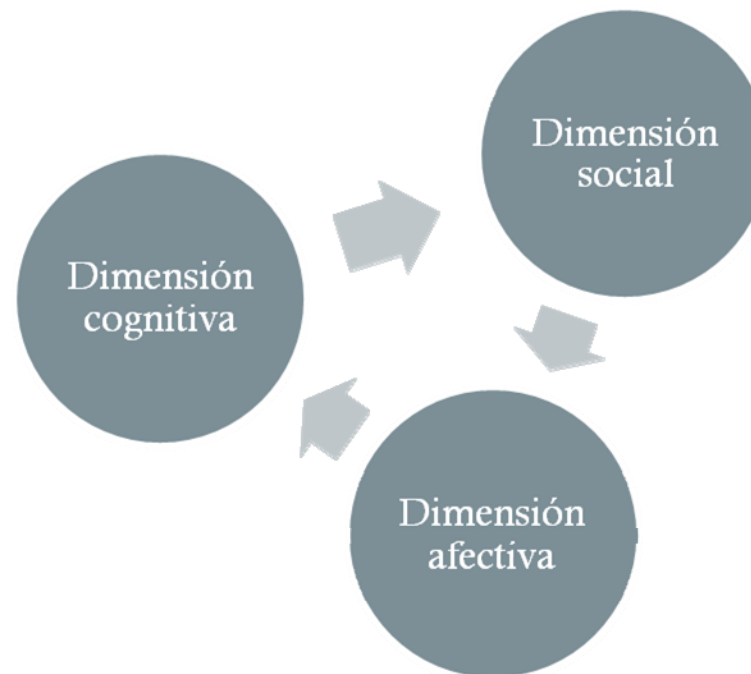 Dimensión
social
Dimensión
cognitiva
Dimensión
afectiva